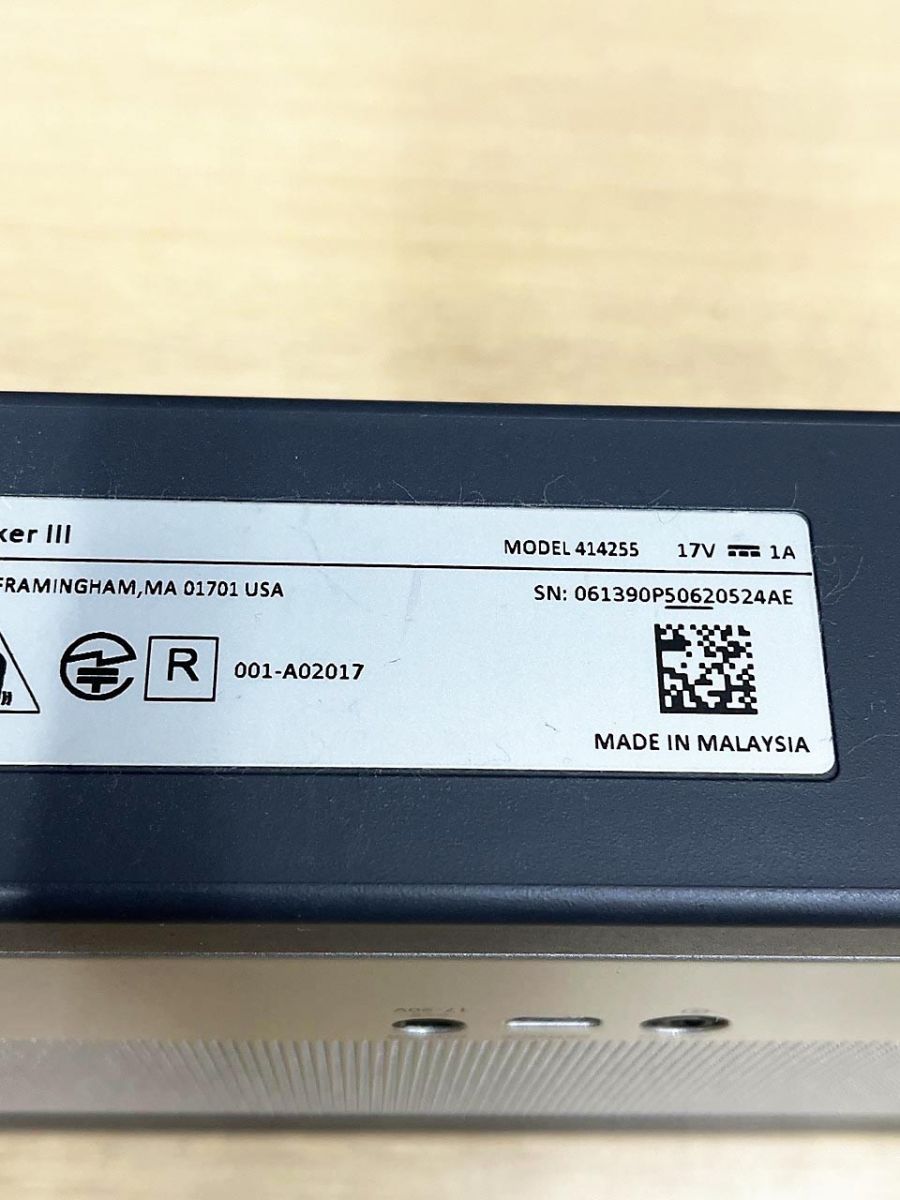 ker III
MODEL 414255 17V ⎓ 1A
FRAMINGHAM,MA 01701 USA
SN: 061390P50620524AE
R 001-A02017
MADE IN MALAYSIA